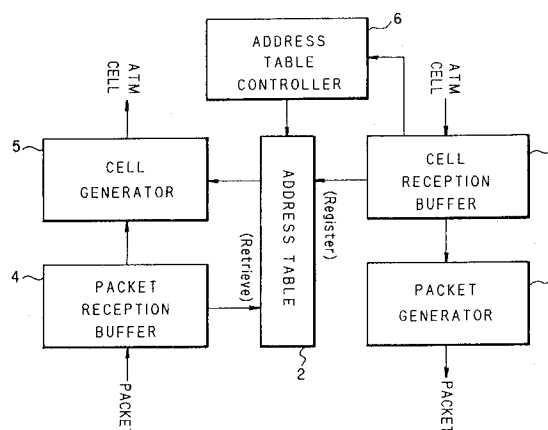 6
ADDRESS
TABLE
CONTROLLER
ATM
CELL
ATM
CELL
5
CELL
GENERATOR
ADDRESS TABLE
(Register)
CELL
RECEPTION
BUFFER
4
PACKET
RECEPTION
BUFFER
(Retrieve)
PACKET
GENERATOR
2
PACKET
PACKET